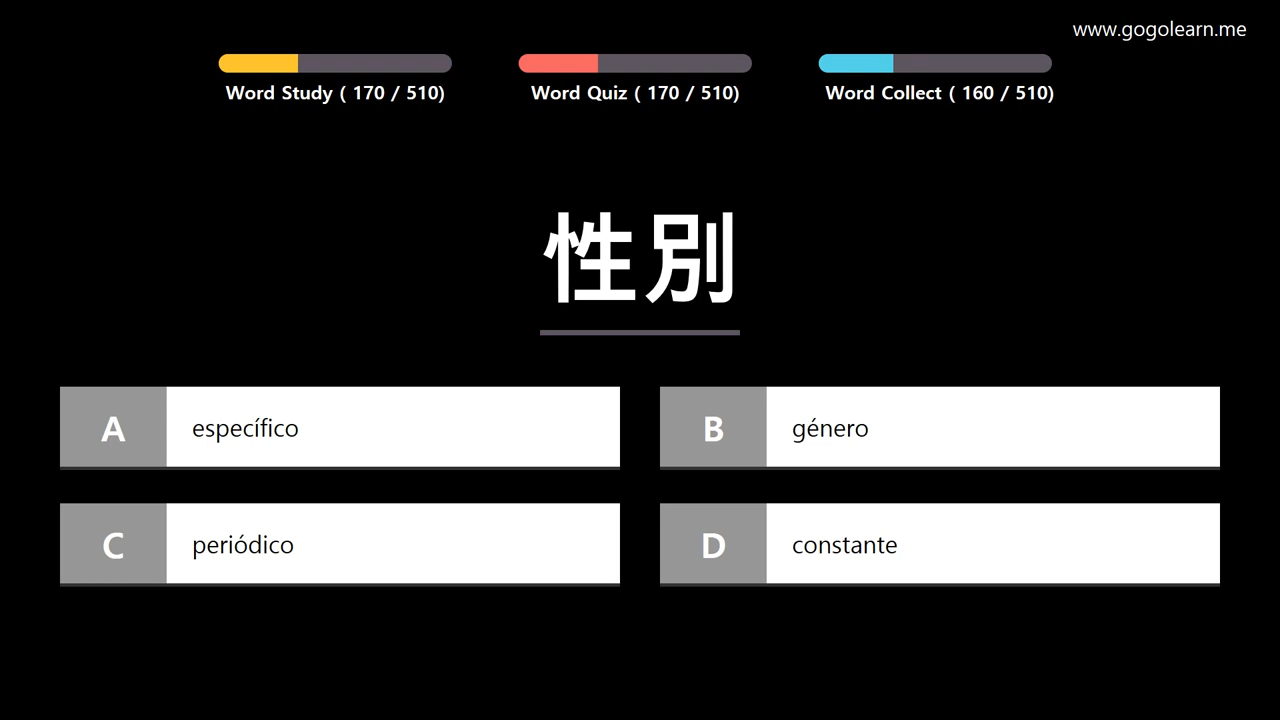 www.gogolearn.me
Word Study ( 170 / 510)
Word Quiz ( 170 / 510)
Word Collect ( 160 / 510)
性別
A
específico
B
género
C
periódico
D
constante